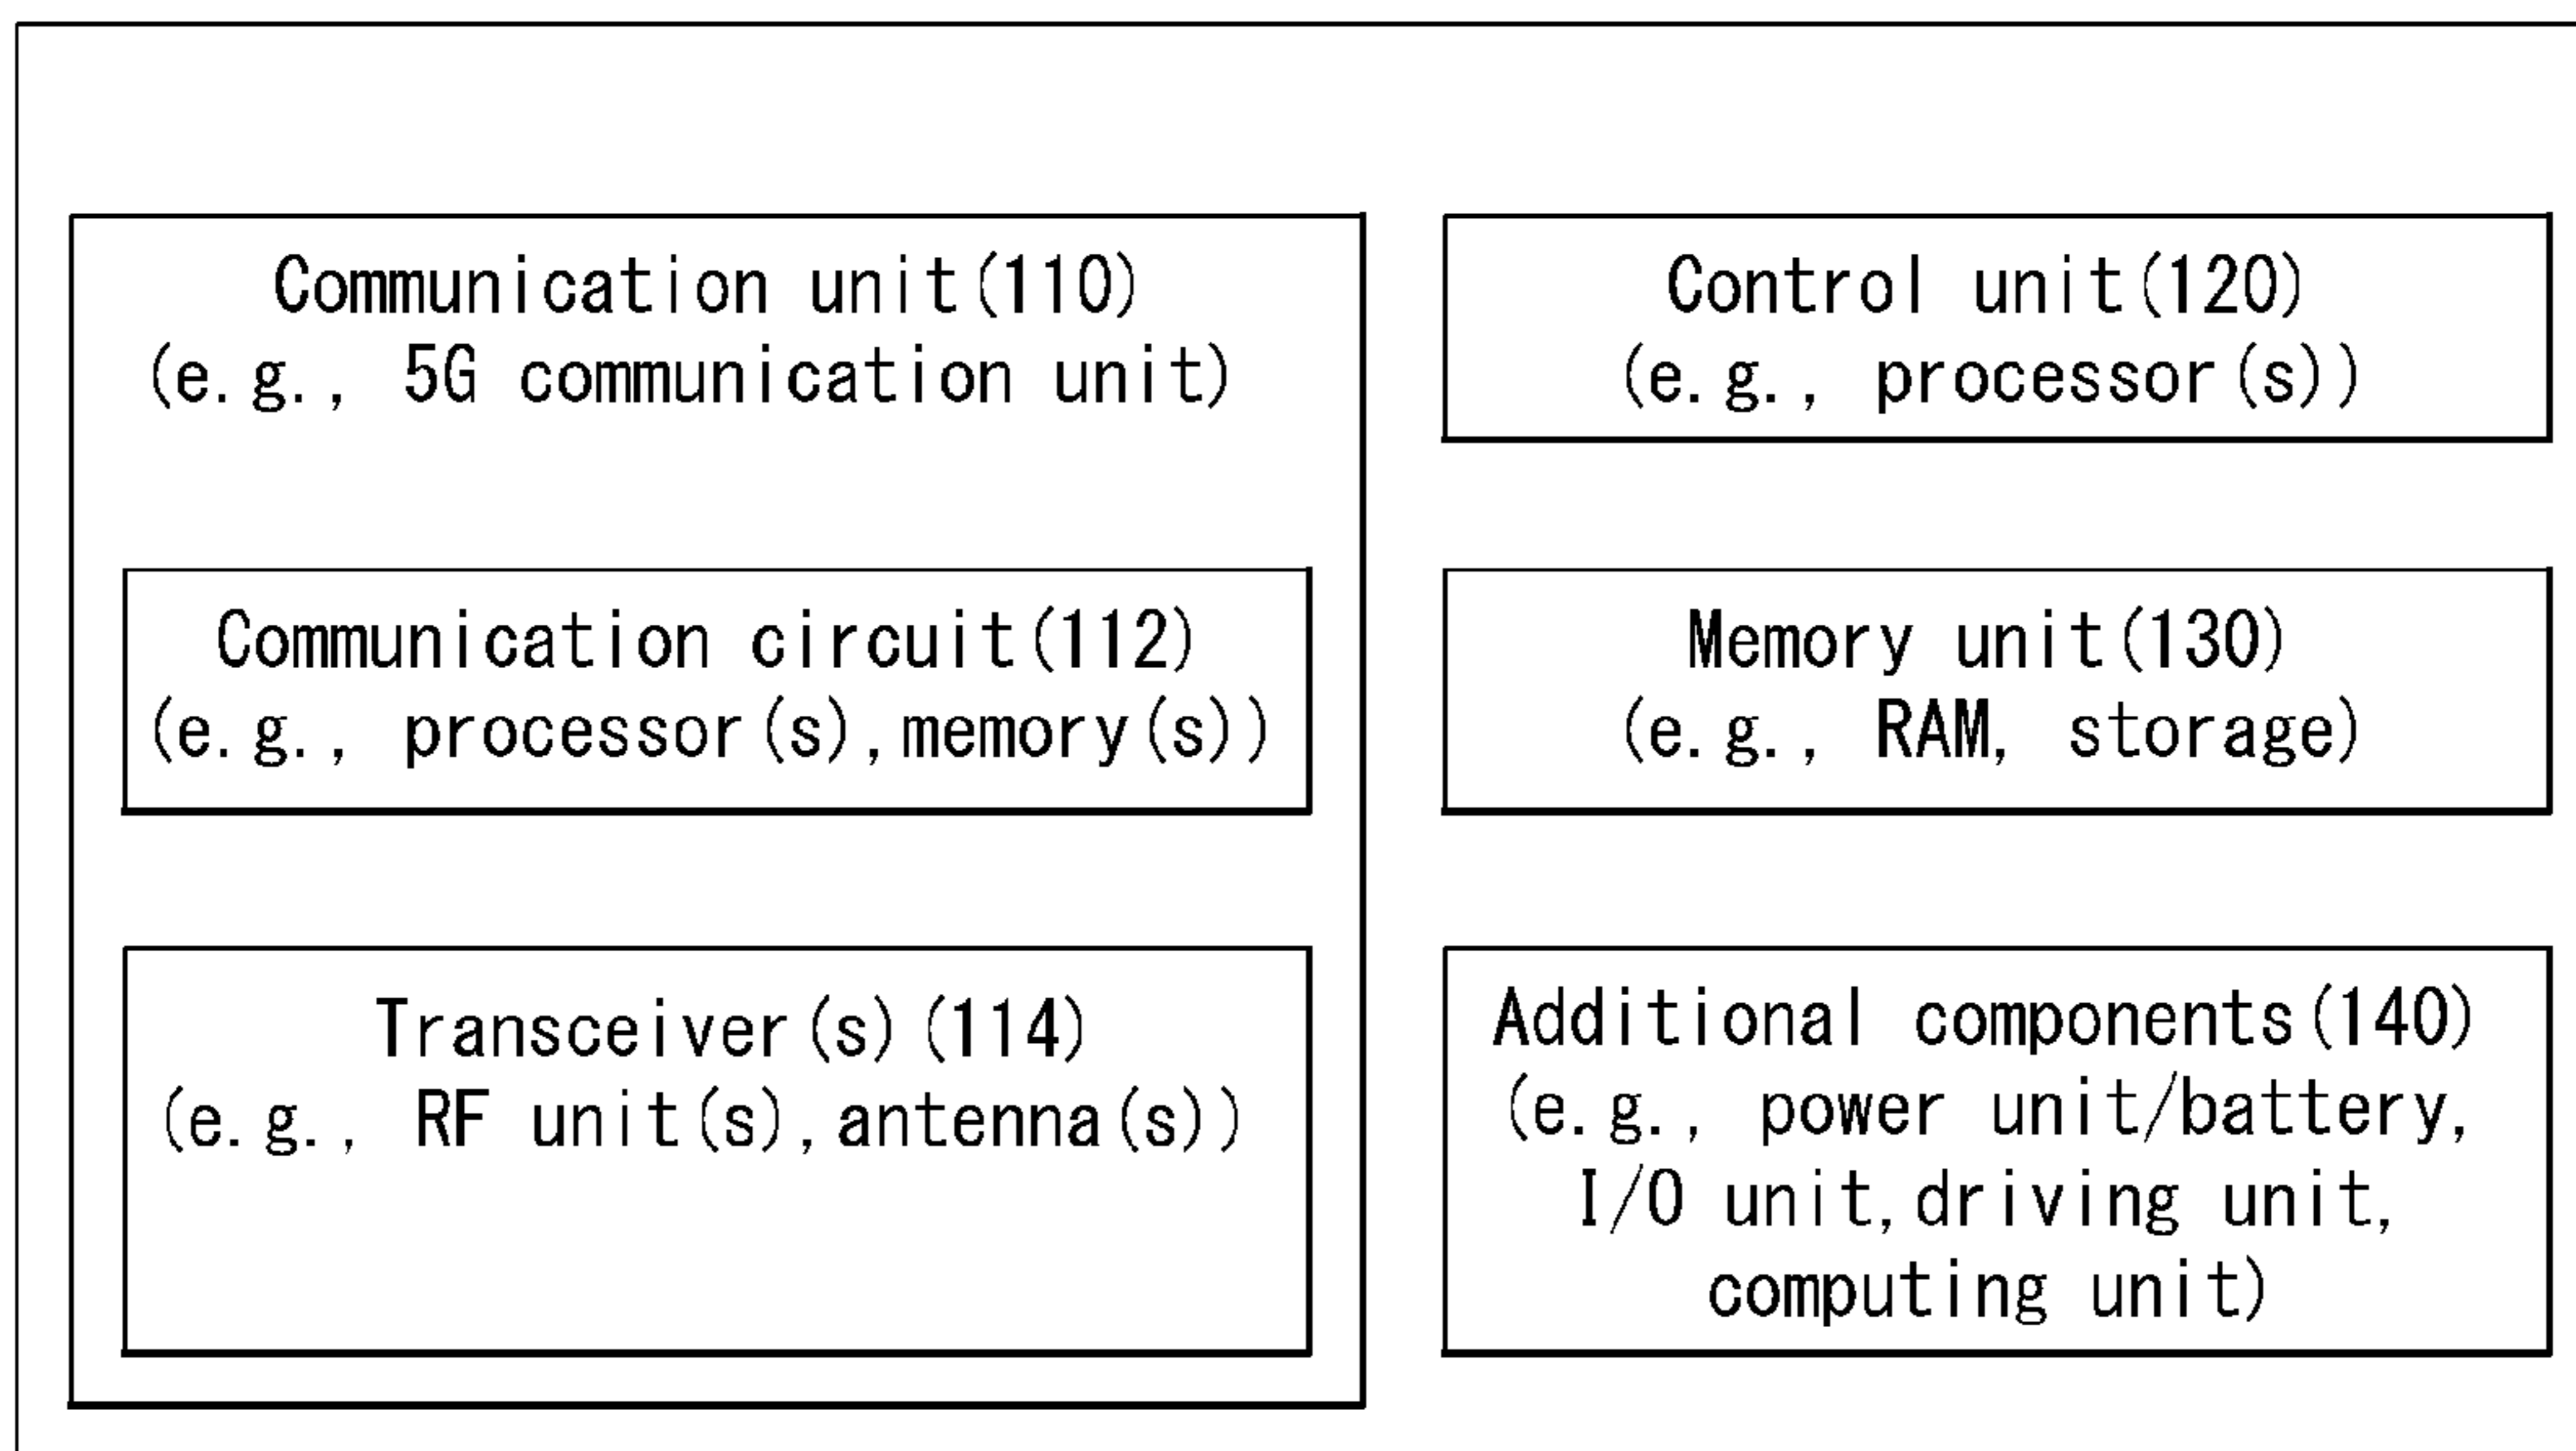 Communication unit(110)
(e.g., 5G communication unit)
Communication circuit(112)
(e.g., processor(s),memory(s))
Transceiver(s)(114)
(e.g., RF unit(s),antenna(s))
Control unit(120)
(e.g., processor(s))
Memory unit(130)
(e.g., RAM, storage)
Additional components(140)
(e.g., power unit/battery,
I/O unit,driving unit,
computing unit)